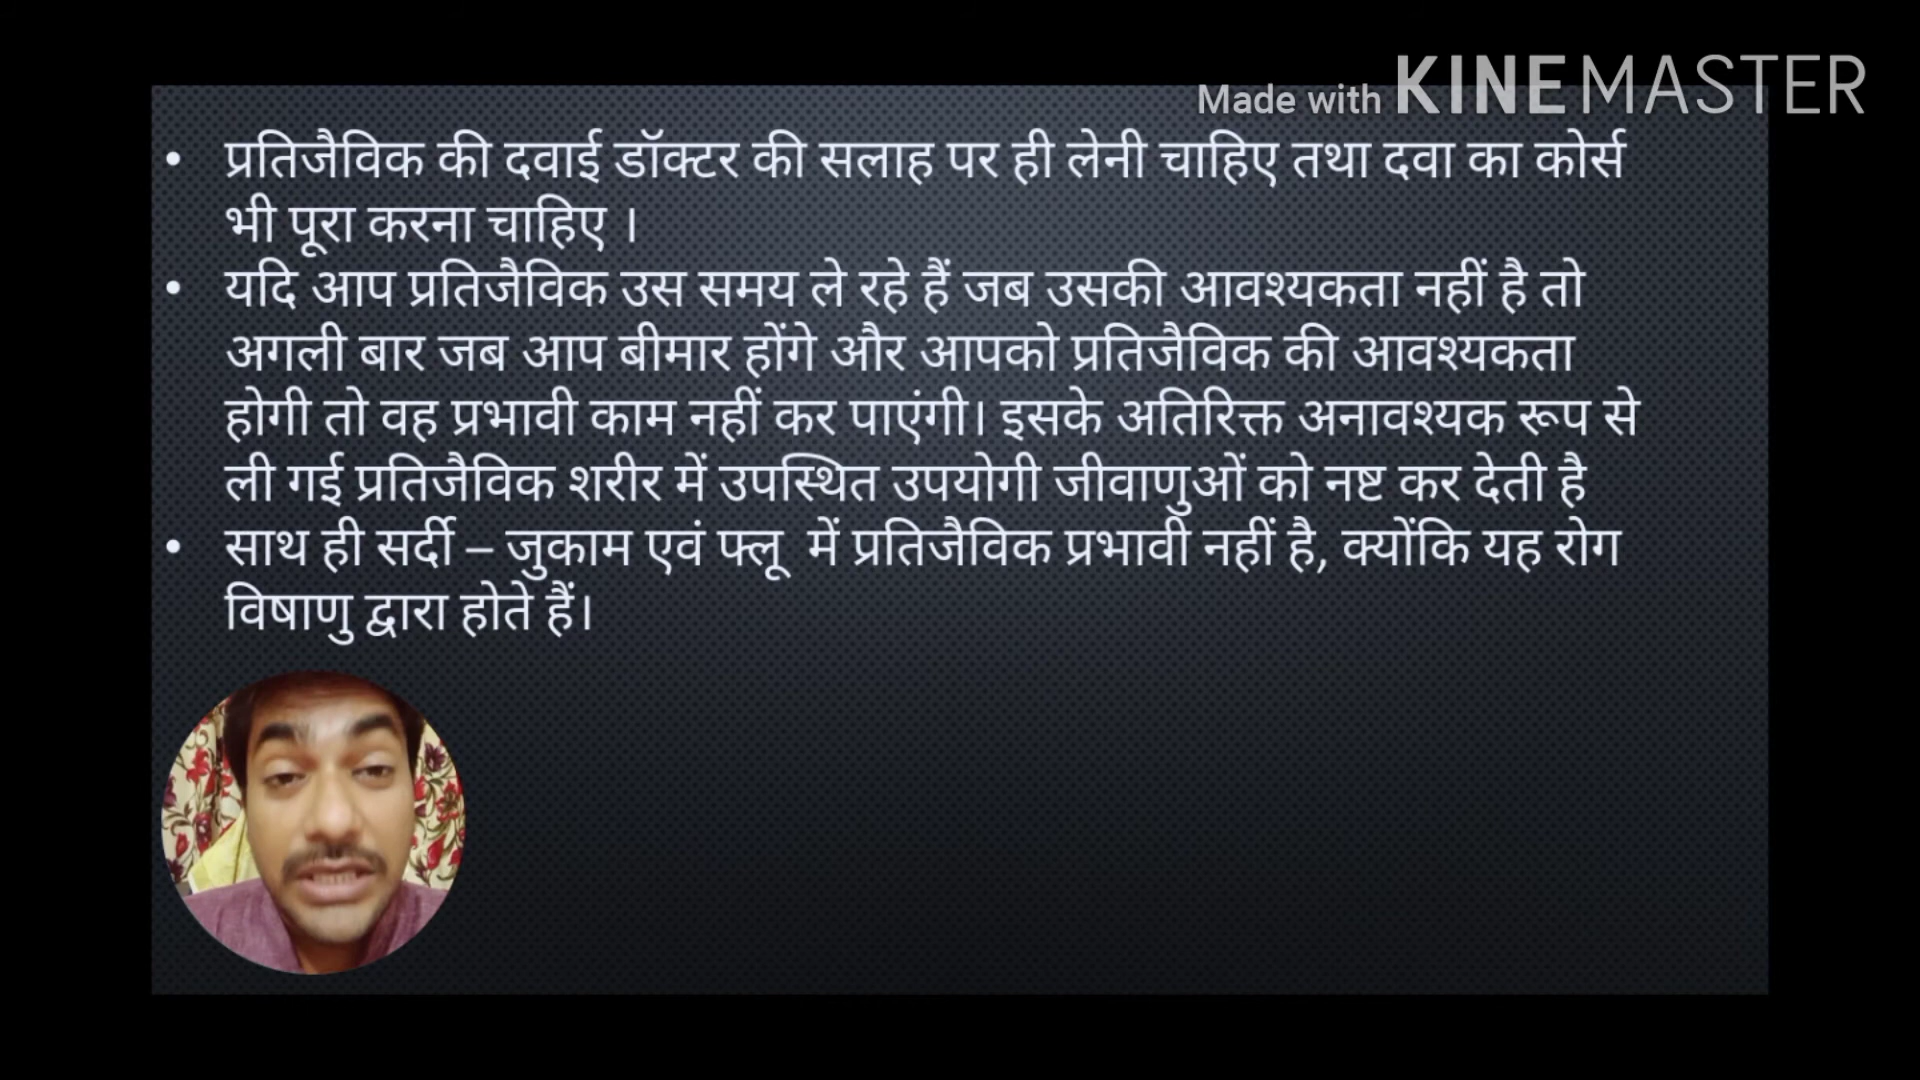 Made with KINEMASTER
• प्रतिजैविक की दवाई डॉक्टर की सलाह पर ही लेनी चाहिए तथा दवा का कोर्स
भी पूरा करना चाहिए ।
• यदि आप प्रतिजैविक उस समय ले रहे हैं जब उसकी आवश्यकता नहीं है तो
अगली बार जब आप बीमार होंगे और आपको प्रतिजैविक की आवश्यकता
होगी तो वह प्रभावी काम नहीं कर पाएंगी। इसके अतिरिक्त अनावश्यक रूप से
ली गई प्रतिजैविक शरीर में उपस्थित उपयोगी जीवाणुओं को नष्ट कर देती है
• साथ ही सर्दी – जुकाम एवं फ्लू में प्रतिजैविक प्रभावी नहीं है, क्योंकि यह रोग
विषाणु द्वारा होते हैं।